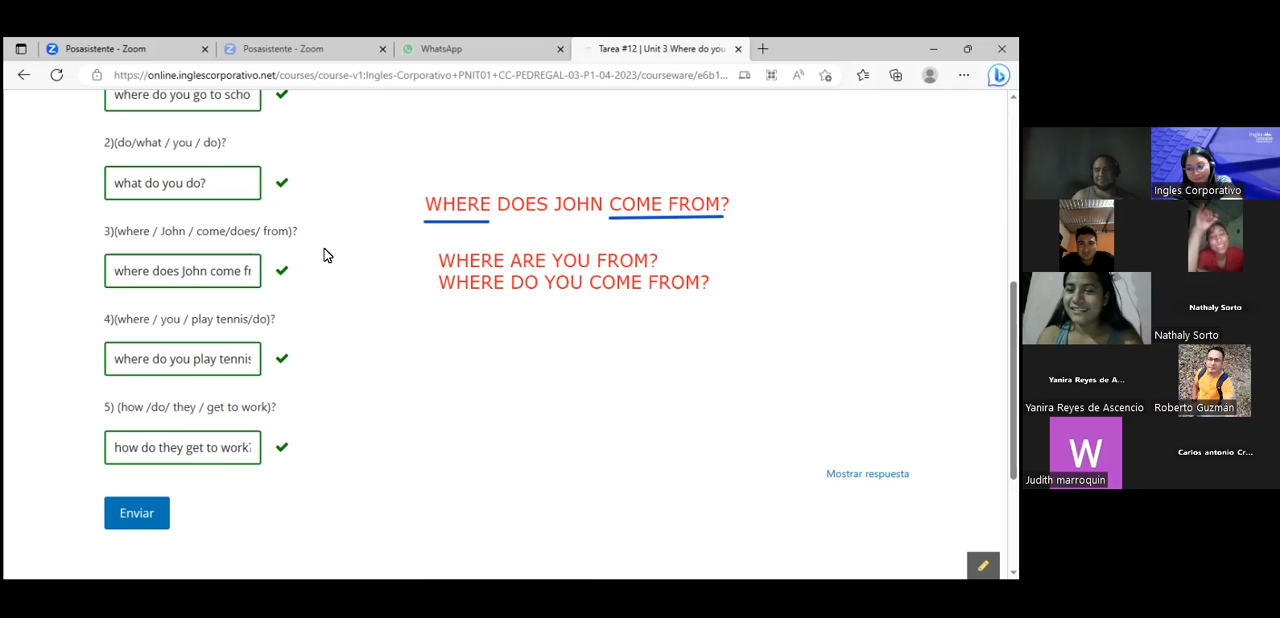 Posasistente - Zoom
Posasistente - Zoom
WhatsApp
Tarea #12 | Unit 3 Where do you
https://online.inglescorporativo.net/courses/course-v1:Ingles-Corporativo+PNIT01+CC-PEDREGAL-03-P1-04-2023/courseware/e6b1...
where do you go to scho
2)(do/what / you / do)?
what do you do?
3)(where / John / come/does/ from)?
where does John come fr
4)(where / you / play tennis/do)?
where do you play tennis
5) (how /do/ they / get to work)?
how do they get to work?
Enviar
WHERE DOES JOHN COME FROM?
WHERE ARE YOU FROM?
WHERE DO YOU COME FROM?
Mostrar respuesta
Ingles Corporativo
Nathaly Sorto
Nathaly Sorto
Yanira Reyes de A...
Yanira Reyes de Ascencio
Roberto Guzmán
W
Judith marroquin
Carlos antonio Cr...